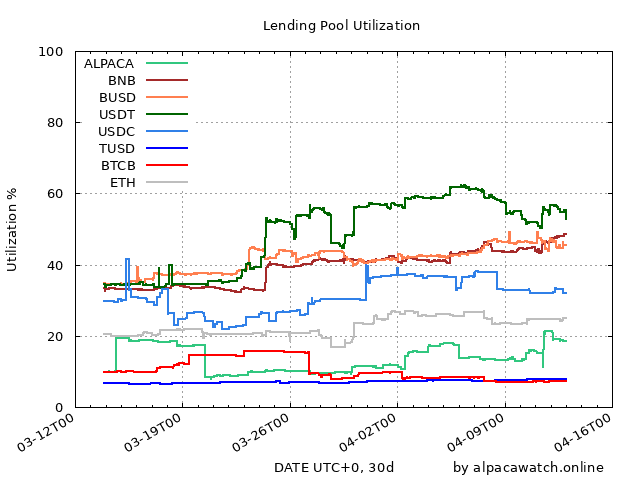 Lending Pool Utilization
100
80
60
40
20
0
Utilization %
ALPACA
BNB
BUSD
USDT
USDC
TUSD
BTCB
ETH
03-12T00
03-19T00
03-26T00
04-02T00
04-09T00
04-16T00
DATE UTC+0, 30d
by alpacawatch.online